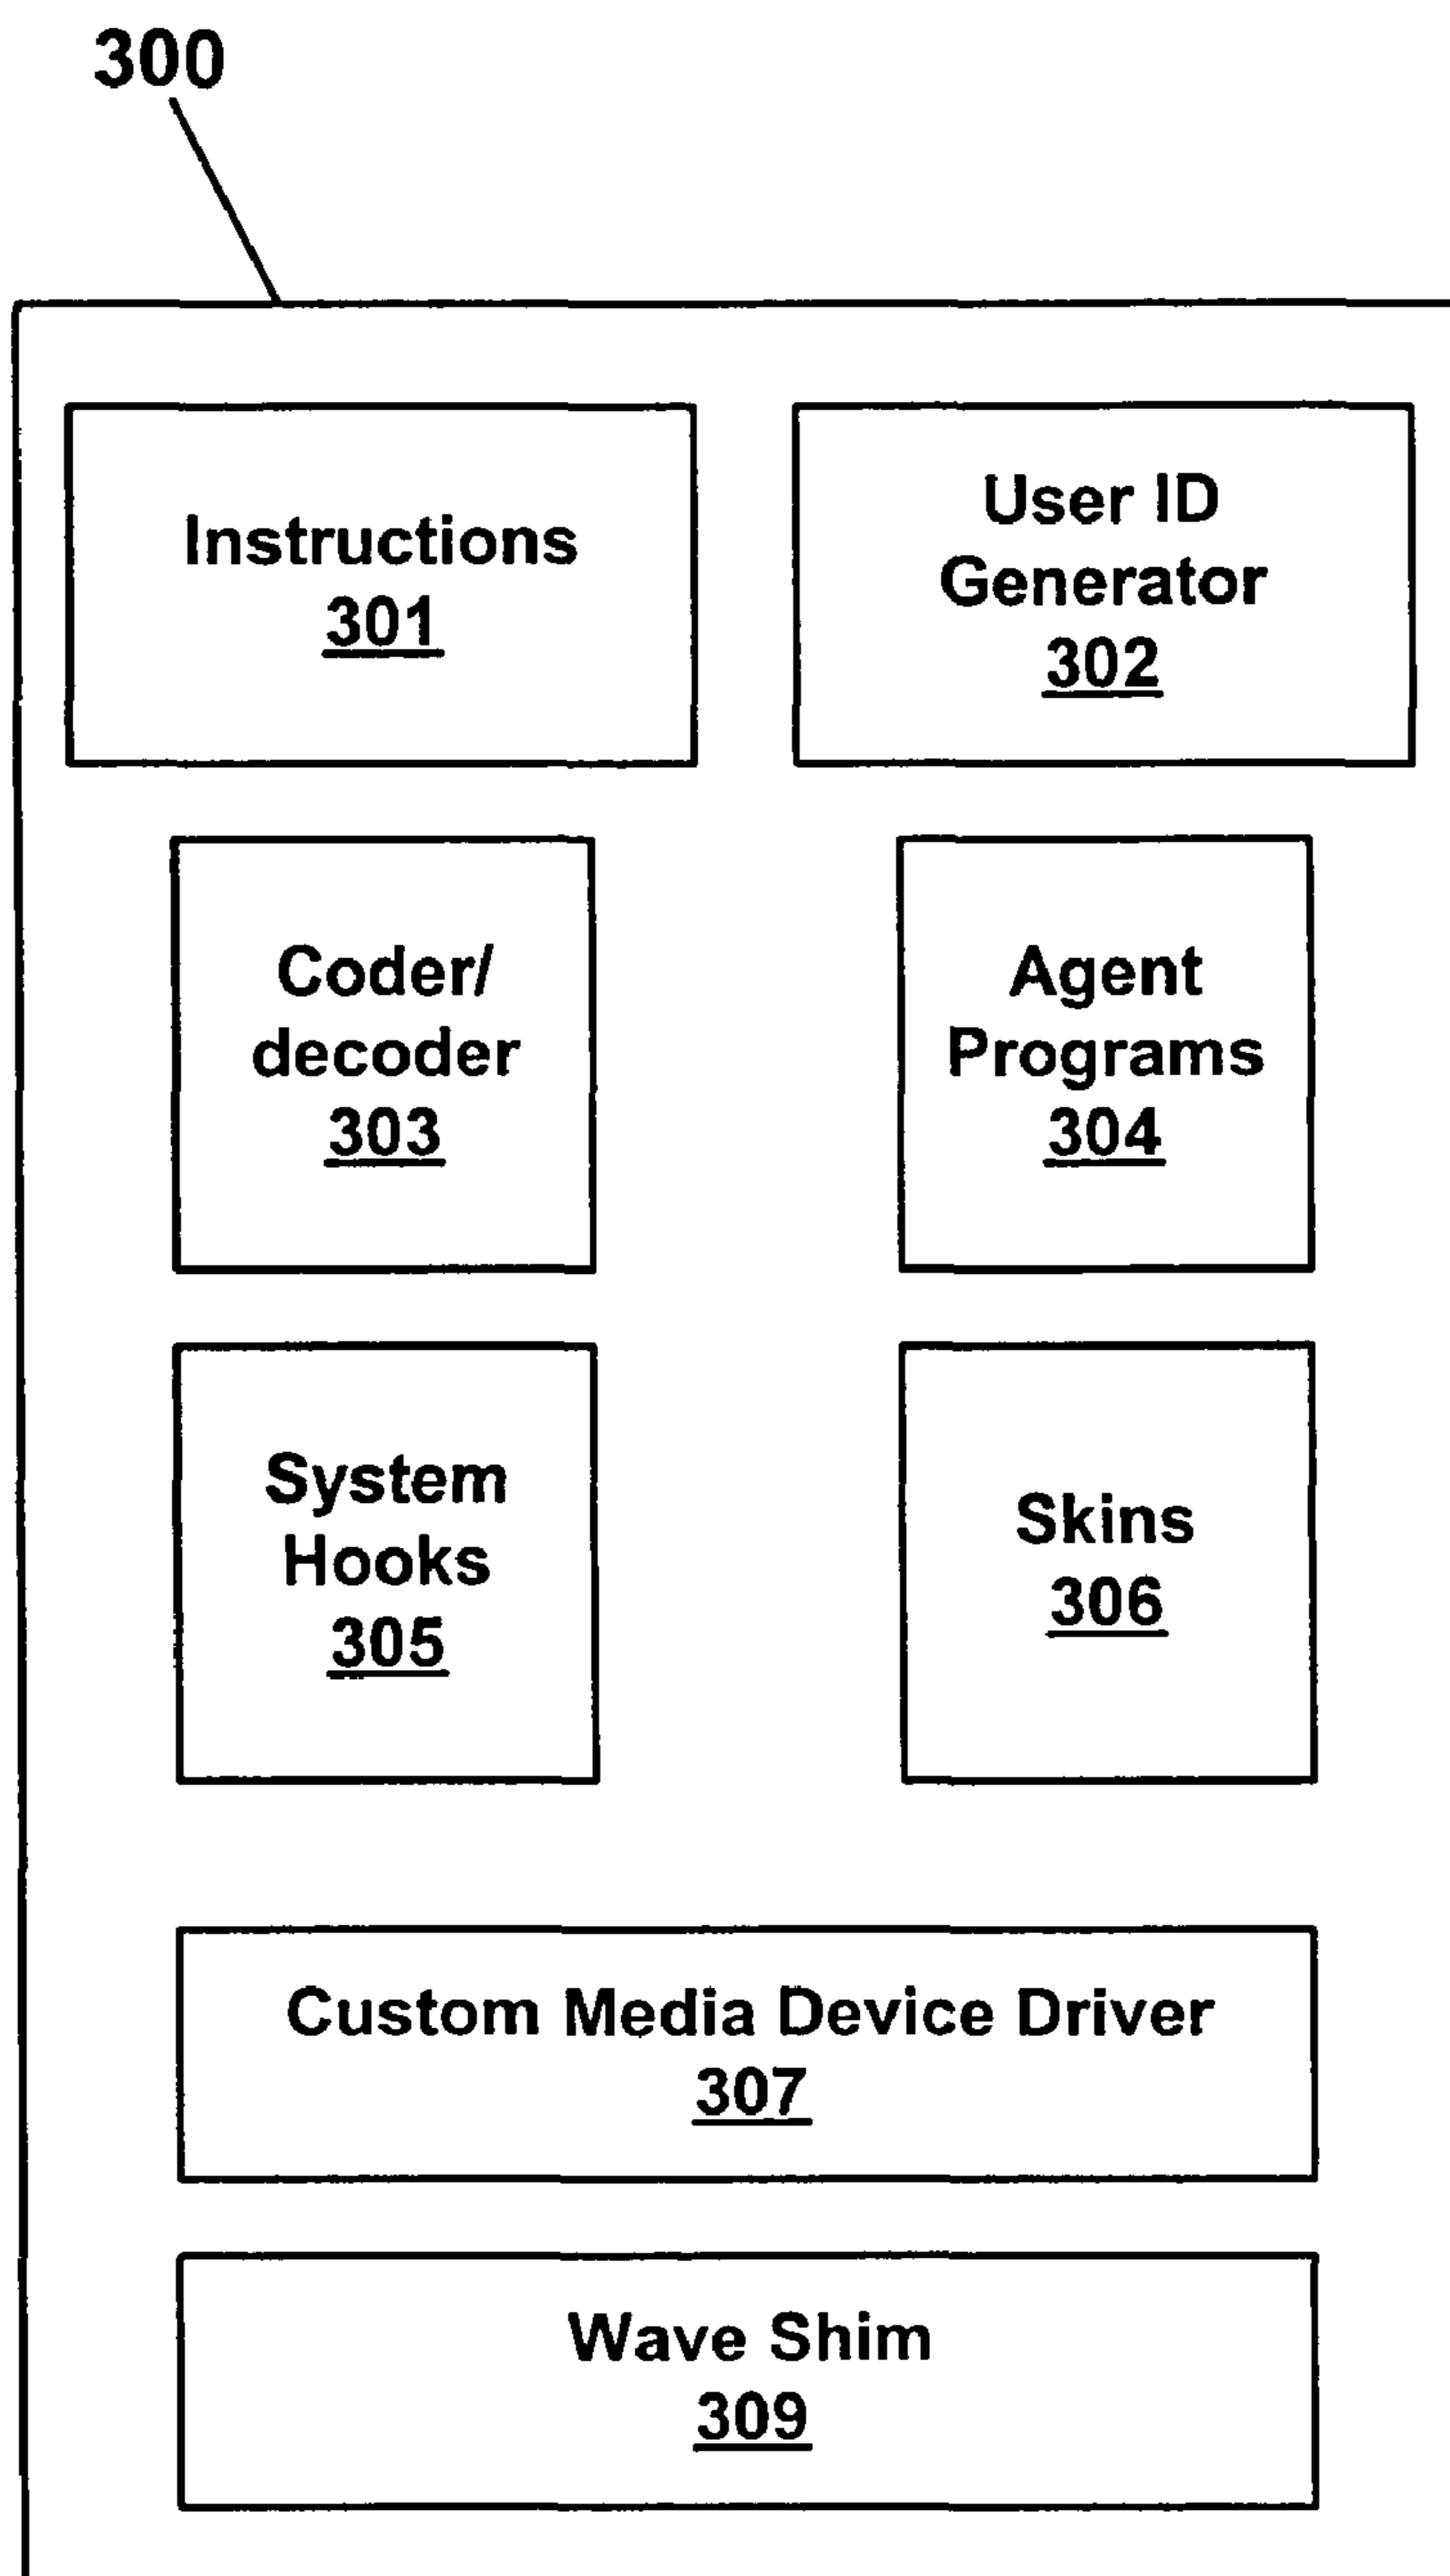 300
Instructions
301
User ID
Generator
302
Coder/
decoder
303
Agent
Programs
304
System
Hooks
305
Skins
306
Custom Media Device Driver
307
Wave Shim
309